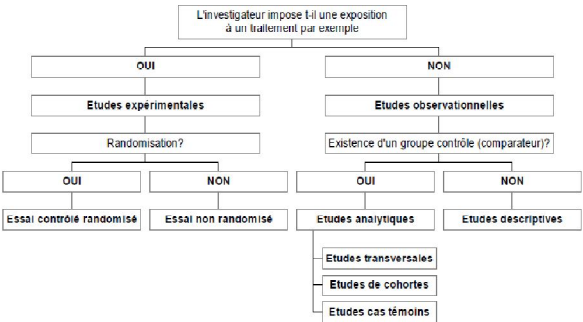 L'investigateur impose t-il une exposition
à un traitement par exemple
OUI
NON
Etudes expérimentales
Etudes observationnelles
Randomisation?
Existence d'un groupe contrôle (comparateur)?
OUI
NON
OUI
NON
Essai contrôlé randomisé
Essai non randomisé
Etudes analytiques
Etudes descriptives
Etudes transversales
Etudes de cohortes
Etudes cas témoins